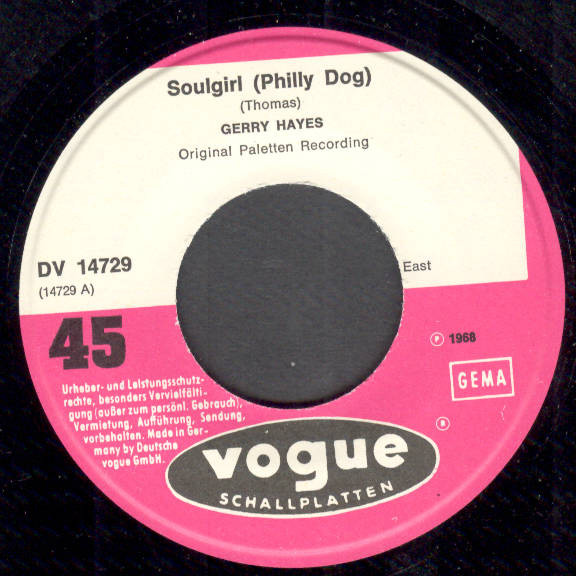 Soulgirl (Philly Dog)
(Thomas)
GERRY HAYES
Original Paletten Recording
DV 14729
(14729 A)
East
45
Ⓟ 1968
GEMA
Urheber- und Leistungsschutz-
rechte, besonders Vervielfälti-
gung (außer zum persönl. Gebrauch),
Vermietung, Aufführung, Sendung,
vorbehalten. Made in Ger-
many by Deutsche
vogue GmbH.
®
vogue
SCHALLPLATTEN